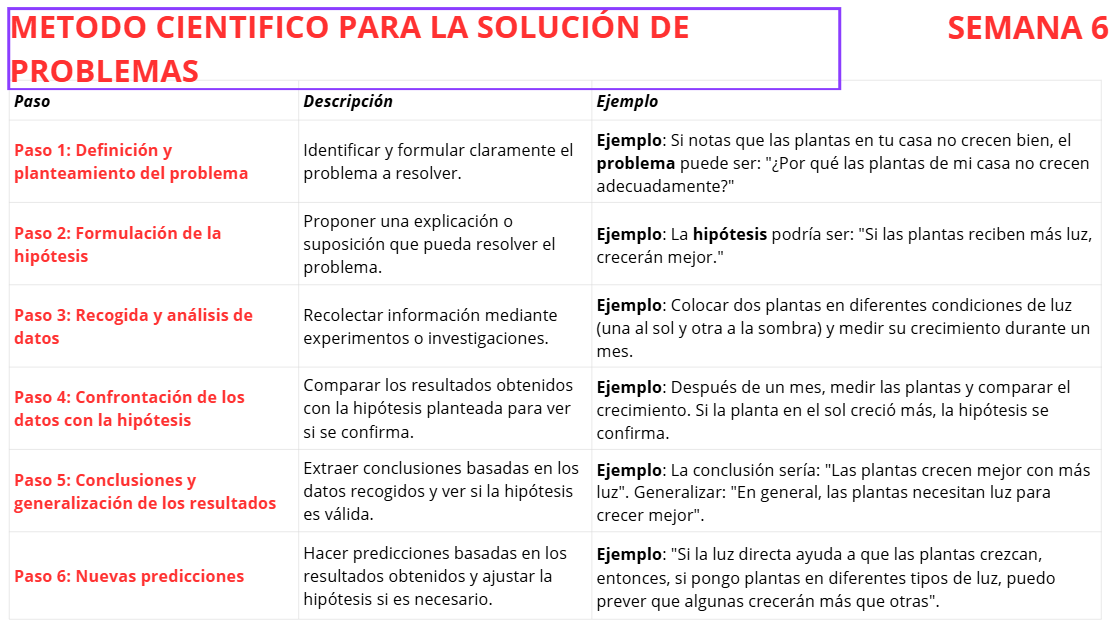 METODO CIENTIFICO PARA LA SOLUCIÓN DE
PROBLEMAS
SEMANA 6
Paso
Descripción
Ejemplo
Paso 1: Definición y
planteamiento del problema
Identificar y formular claramente el
problema a resolver.
Ejemplo: Si notas que las plantas en tu casa no crecen bien, el
problema puede ser: "¿Por qué las plantas de mi casa no crecen
adecuadamente?"
Paso 2: Formulación de la
hipótesis
Proponer una explicación o
suposición que pueda resolver el
problema.
Ejemplo: La hipótesis podría ser: "Si las plantas reciben más luz,
crecerán mejor."
Paso 3: Recogida y análisis de
datos
Recolectar información mediante
experimentos o investigaciones.
Ejemplo: Colocar dos plantas en diferentes condiciones de luz
(una al sol y otra a la sombra) y medir su crecimiento durante un
mes.
Paso 4: Confrontación de los
datos con la hipótesis
Comparar los resultados obtenidos
con la hipótesis planteada para ver
si se confirma.
Ejemplo: Después de un mes, medir las plantas y comparar el
crecimiento. Si la planta en el sol creció más, la hipótesis se
confirma.
Paso 5: Conclusiones y
generalización de los resultados
Extraer conclusiones basadas en los
datos recogidos y ver si la hipótesis
es válida.
Ejemplo: La conclusión sería: "Las plantas crecen mejor con más
luz". Generalizar: "En general, las plantas necesitan luz para
crecer mejor".
Paso 6: Nuevas predicciones
Hacer predicciones basadas en los
resultados obtenidos y ajustar la
hipótesis si es necesario.
Ejemplo: "Si la luz directa ayuda a que las plantas crezcan,
entonces, si pongo plantas en diferentes tipos de luz, puedo
prever que algunas crecerán más que otras".